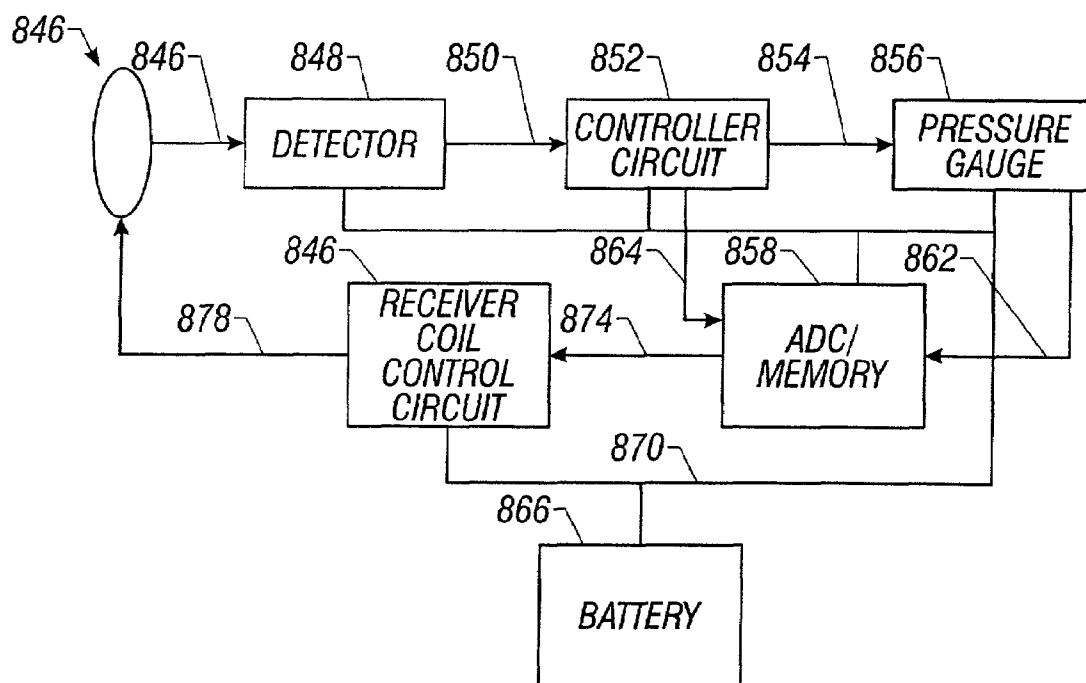 846
846
848
850
852
854
856
DETECTOR
CONTROLLER
CIRCUIT
PRESSURE
GAUGE
846
864
858
862
878
RECEIVER
COIL
CONTROL
CIRCUIT
874
ADC/
MEMORY
870
866
BATTERY